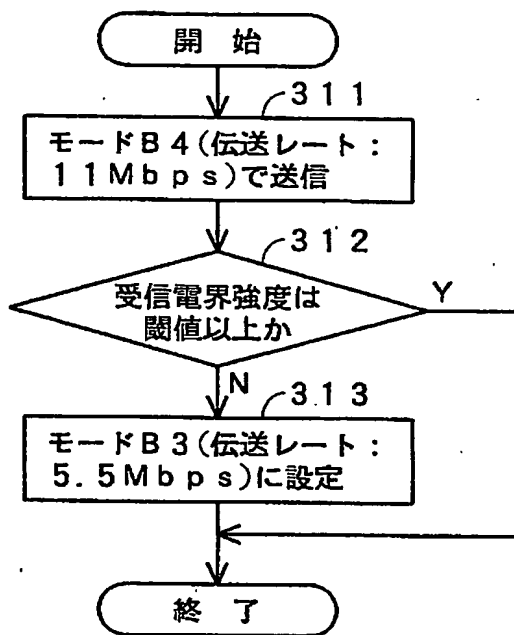 開 始
311
モードB4(伝送レート:
11Mbps)で送信
312
受信電界強度は
閾値以上か
Y
N
313
モードB3(伝送レート:
5.5Mbps)に設定
終 了